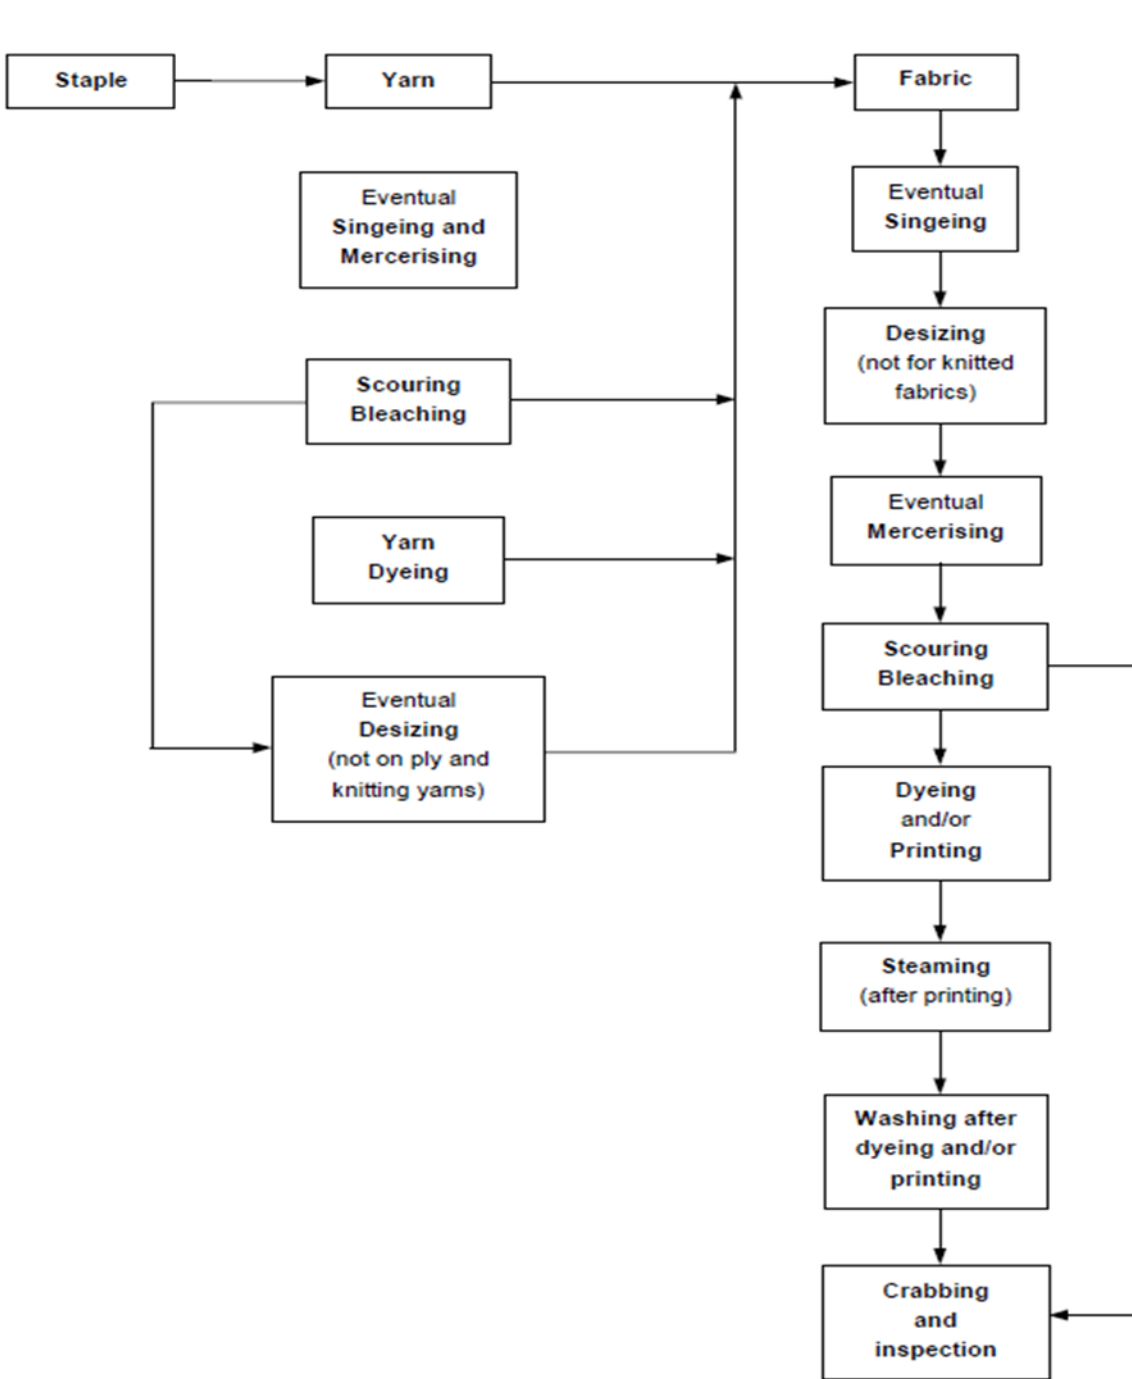 Staple
Yarn
Fabric
Eventual
Singeing and
Mercerising
Eventual
Singeing
Desizing
(not for knitted
fabrics)
Scouring
Bleaching
Eventual
Mercerising
Yarn
Dyeing
Scouring
Bleaching
Eventual
Desizing
(not on ply and
knitting yarns)
Dyeing
and/or
Printing
Steaming
(after printing)
Washing after
dyeing and/or
printing
Crabbing
and
inspection